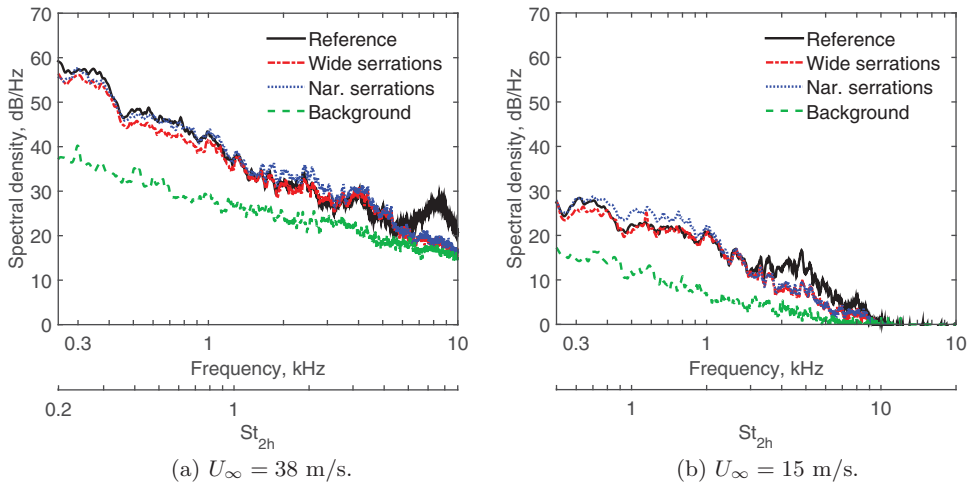 70
60
50
40
30
20
10
0
Spectral density, dB/Hz
Reference
Wide serrations
Nar. serrations
Background
0.3
1
10
Frequency, kHz
0.2
1
St2h
(a) U∞ = 38 m/s.
70
60
50
40
30
20
10
0
Spectral density, dB/Hz
Reference
Wide serrations
Nar. serrations
Background
0.3
1
10
Frequency, kHz
1
10
20
St2h
(b) U∞ = 15 m/s.